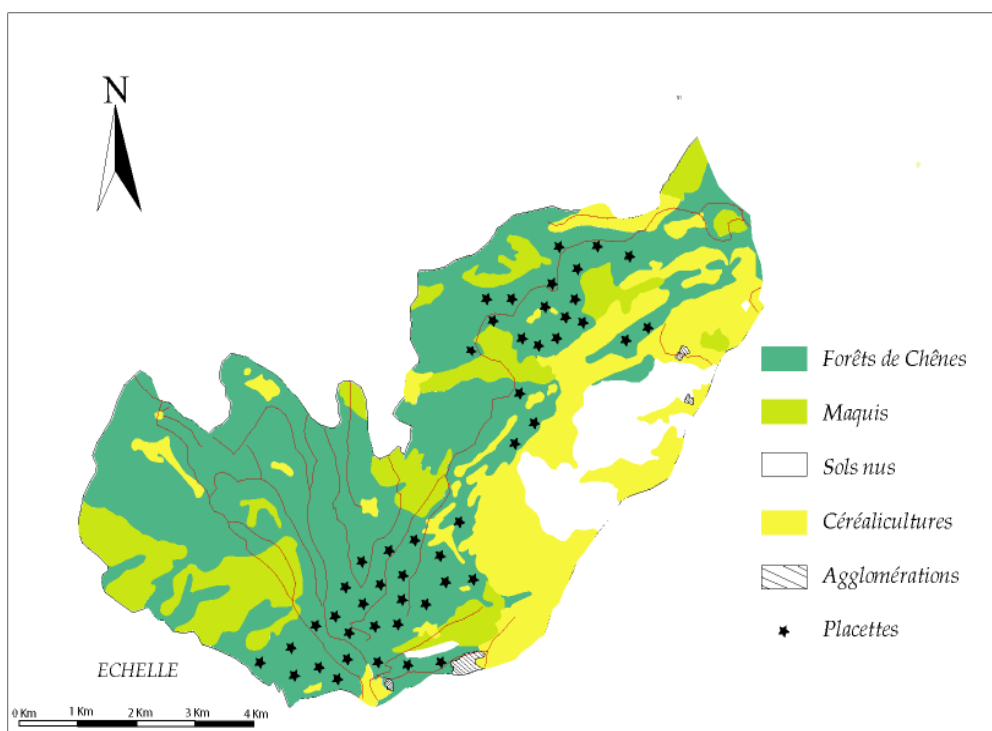 N
Forêts de Chênes
Maquis
Sols nus
Céréalicultures
Agglomérations
Placettes
ECHELLE
0 Km 1 Km 2 Km 3 Km 4 Km